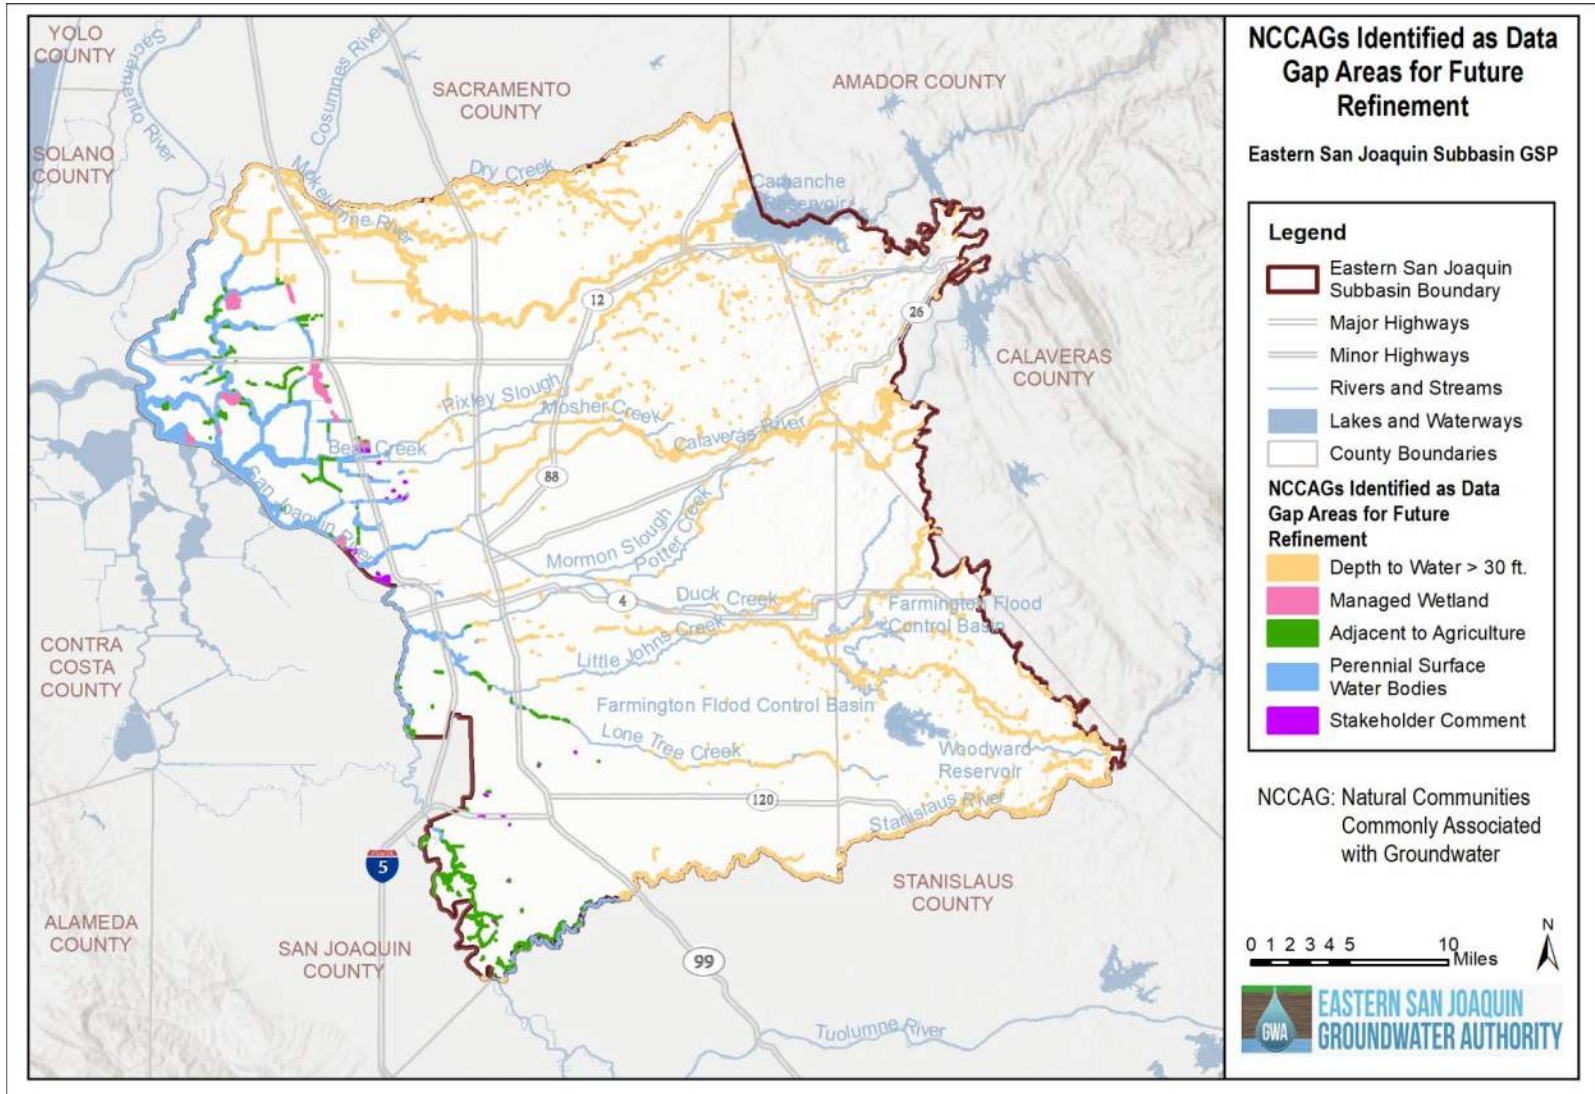 YOLO
COUNTY
Sacramento River
Cosumnes River
SACRAMENTO
COUNTY
AMADOR COUNTY
SOLANO
COUNTY
Mokelumne River
Dry Creek
Camanche
Reservoir
12
26
CALAVERAS
COUNTY
Pixley Slough
Mosher Creek
Calaveras River
Bear Creek
88
San Joaquin River
Mormon Slough
Potter Creek
Duck Creek
4
Farmington Flood
Control Basin
Little Johns Creek
CONTRA
COSTA
COUNTY
Farmington Flood Control Basin
Lone Tree Creek
Woodward
Reservoir
120
Stanislaus River
5
STANISLAUS
COUNTY
ALAMEDA
COUNTY
SAN JOAQUIN
COUNTY
99
Tuolumne River
NCCAGs Identified as Data
Gap Areas for Future
Refinement
Eastern San Joaquin Subbasin GSP
Legend
Eastern San Joaquin
Subbasin Boundary
Major Highways
Minor Highways
Rivers and Streams
Lakes and Waterways
County Boundaries
NCCAGs Identified as Data
Gap Areas for Future
Refinement
Depth to Water > 30 ft.
Managed Wetland
Adjacent to Agriculture
Perennial Surface
Water Bodies
Stakeholder Comment
NCCAG: Natural Communities
Commonly Associated
with Groundwater
N
0 1 2 3 4 5 10
Miles
GWA
EASTERN SAN JOAQUIN
GROUNDWATER AUTHORITY